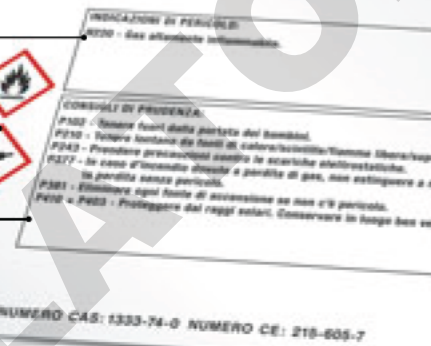 INDICAZIONI DI PERICOLO:
H220 - Gas altamente infiammabile.
CONSIGLI DI PRUDENZA:
P102 - Tenere fuori dalla portata dei bambini.
P210 - Tenere lontano da fonti di calore/scintille/fiamme libere/sup
P243 - Prendere precauzioni contro le scariche elettrostatiche.
P377 - In caso d'incendio dovuto a perdita di gas, non estinguere a
la perdita senza pericolo.
P381 - Eliminare ogni fonte di accensione se non c'è pericolo.
P410 + P403 - Proteggere dai raggi solari. Conservare in luogo ben ve
NUMERO CAS: 1333-74-0 NUMERO CE: 215-605-7